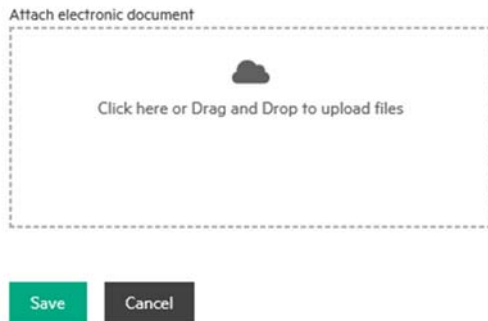 Attach electronic document
Click here or Drag and Drop to upload files
Save
Cancel